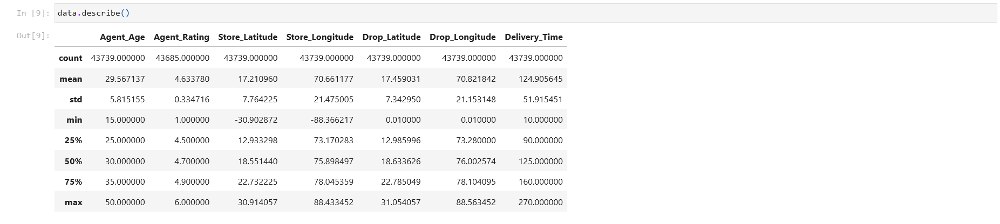 In [9]: data.describe()
Out[9]:
Agent_Age Agent_Rating Store_Latitude Store_Longitude Drop_Latitude Drop_Longitude Delivery_Time
count 43739.000000 43685.000000 43739.000000 43739.000000 43739.000000 43739.000000 43739.000000
mean 29.567137 4.633780 17.210960 70.661177 17.459031 70.821842 124.905645
std 5.815155 0.334716 7.764225 21.475005 7.342950 21.153148 51.915451
min 15.000000 1.000000 -30.902872 -88.366217 0.010000 0.010000 10.000000
25% 25.000000 4.500000 12.933298 73.170283 12.985996 73.280000 90.000000
50% 30.000000 4.700000 18.551440 75.898497 18.633626 76.002574 125.000000
75% 35.000000 4.900000 22.732225 78.045359 22.785049 78.104095 160.000000
max 50.000000 6.000000 30.914057 88.433452 31.054057 88.563452 270.000000